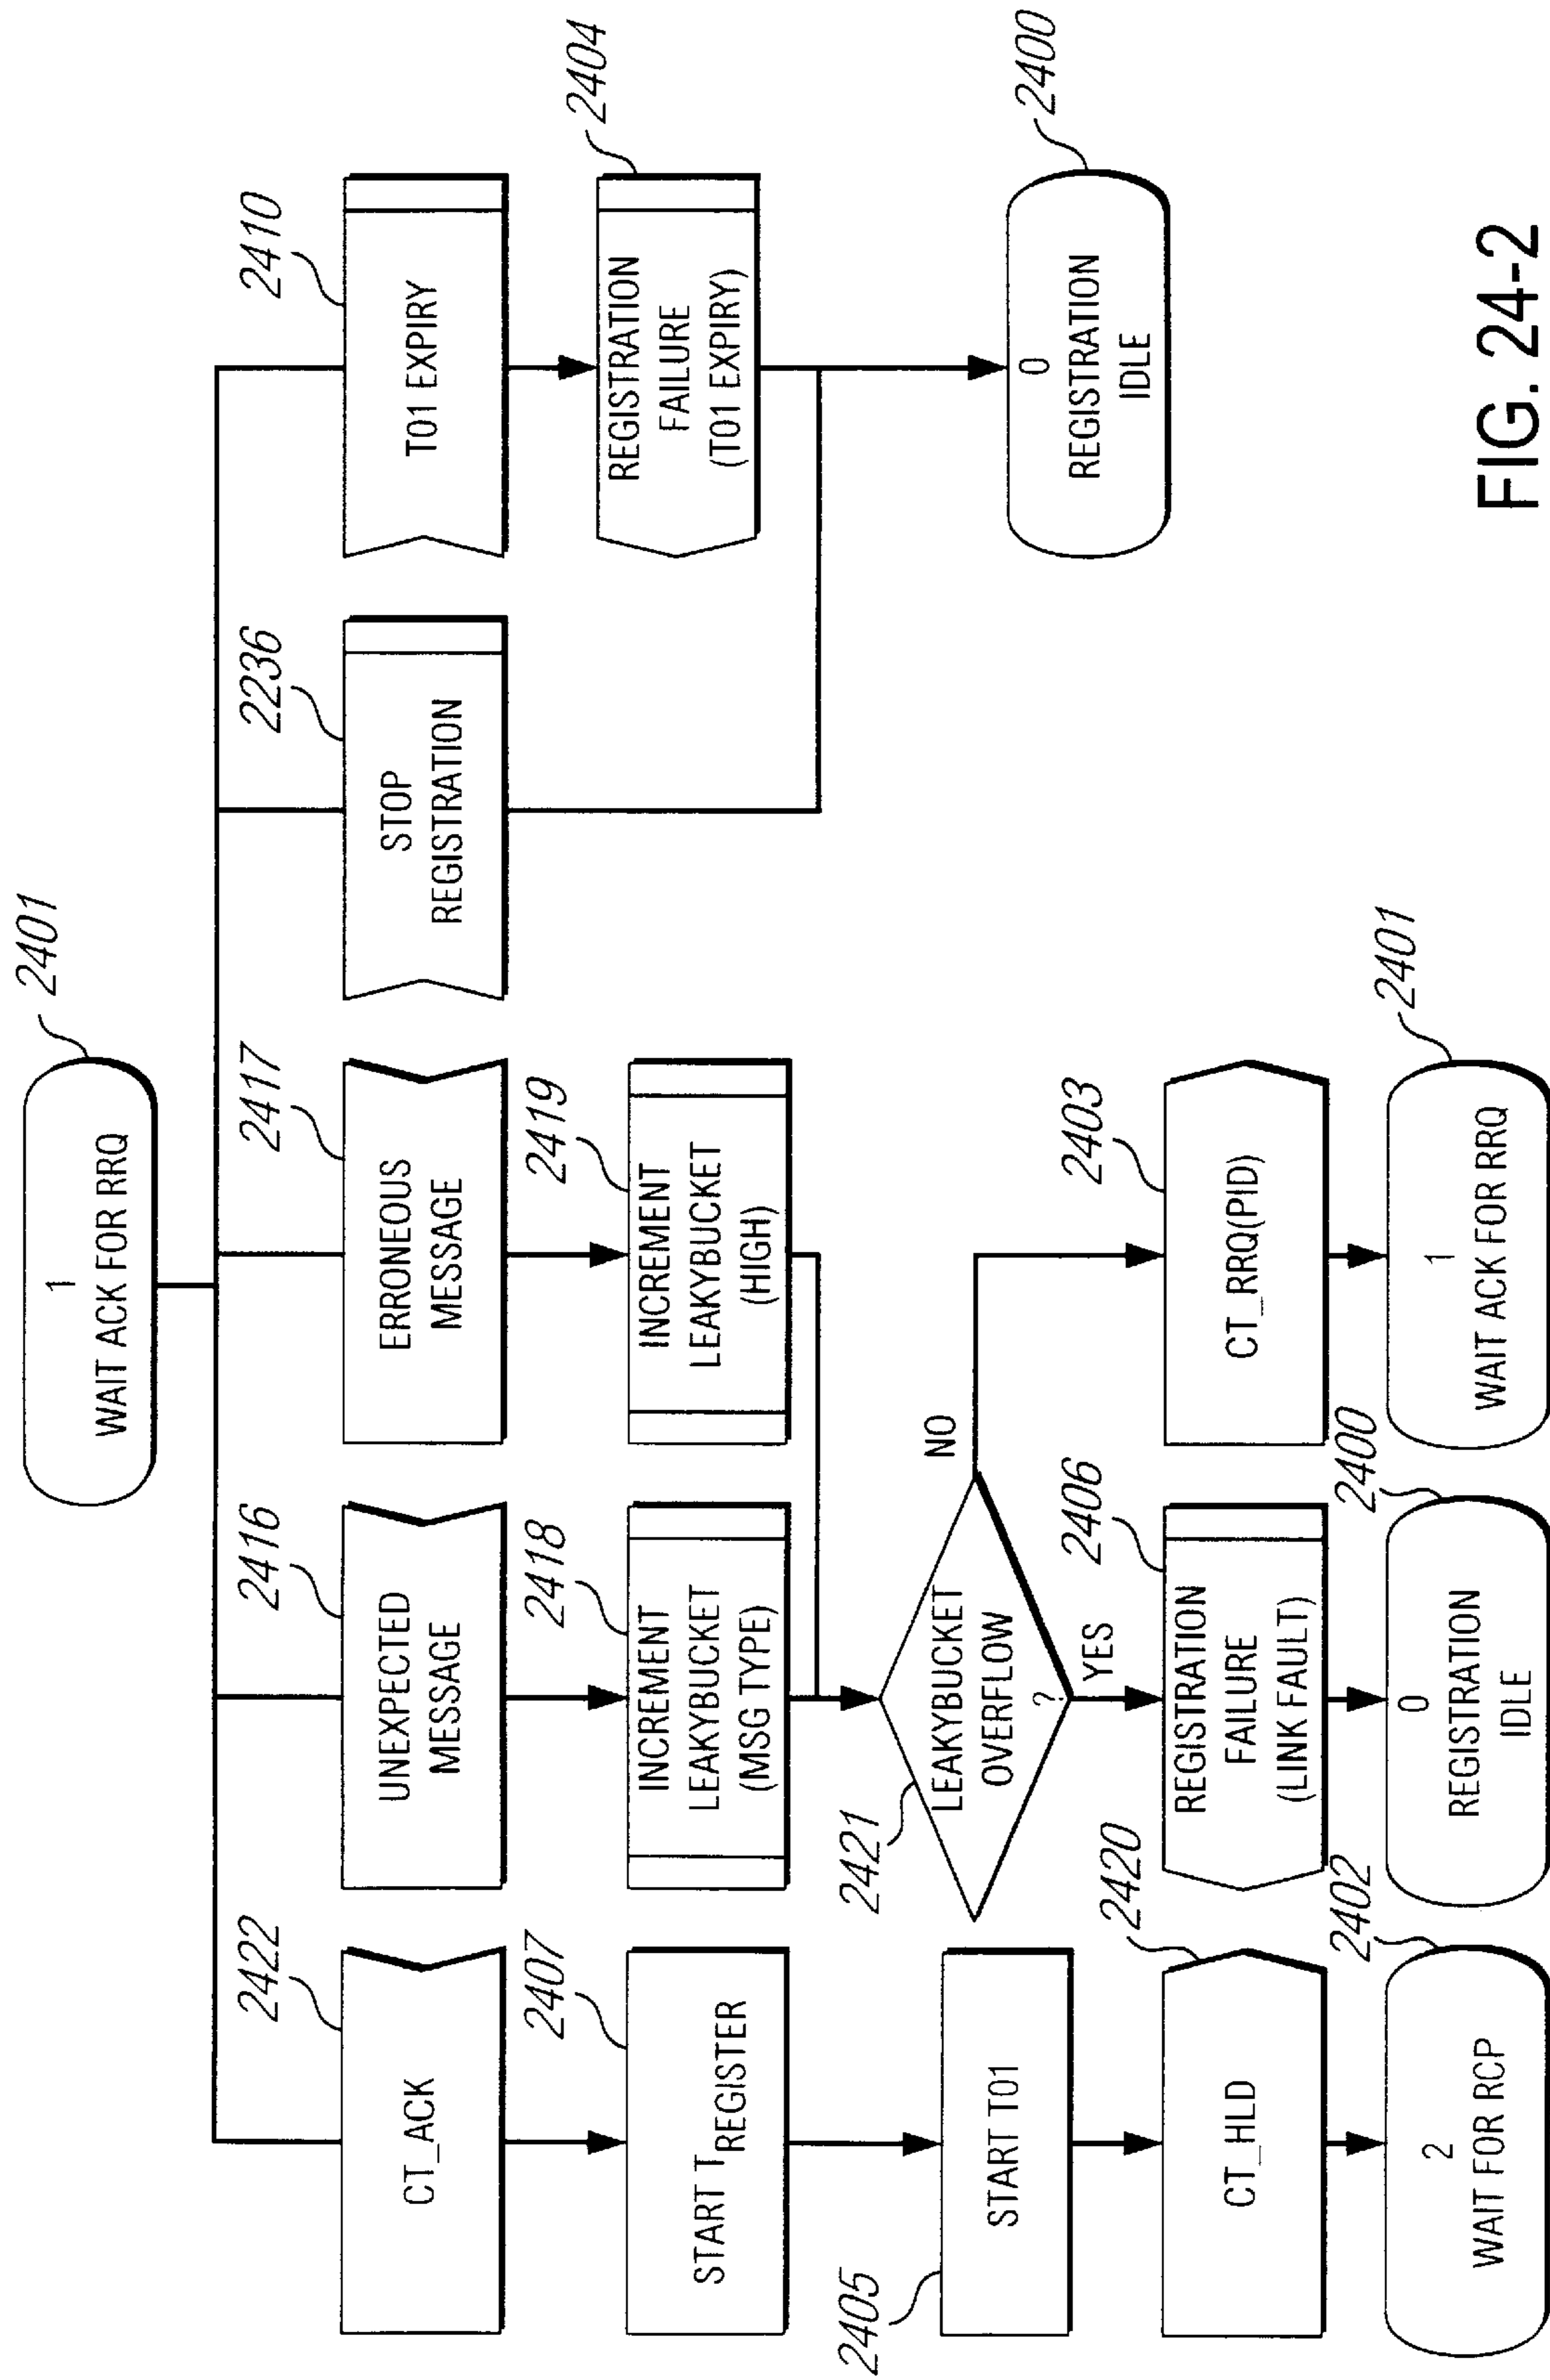 2401
1
WAIT ACK FOR RRQ
2422
CT_ACK
2416
UNEXPECTED
MESSAGE
2417
ERRONEOUS
MESSAGE
2236
STOP
REGISTRATION
2410
T01 EXPIRY
2407
START TREGISTER
2418
INCREMENT
LEAKYBUCKET
(MSG TYPE)
2419
INCREMENT
LEAKYBUCKET
(HIGH)
2404
REGISTRATION
FAILURE
(T01 EXPIRY)
2405
START T01
2421
LEAKYBUCKET
OVERFLOW
?
NO
YES
2400
0
REGISTRATION
IDLE
2420
CT_HLD
2406
REGISTRATION
FAILURE
(LINK FAULT)
2403
CT_RRQ(PID)
2402
2
WAIT FOR RCP
2400
0
REGISTRATION
IDLE
2401
1
WAIT ACK FOR RRQ
FIG. 24-2